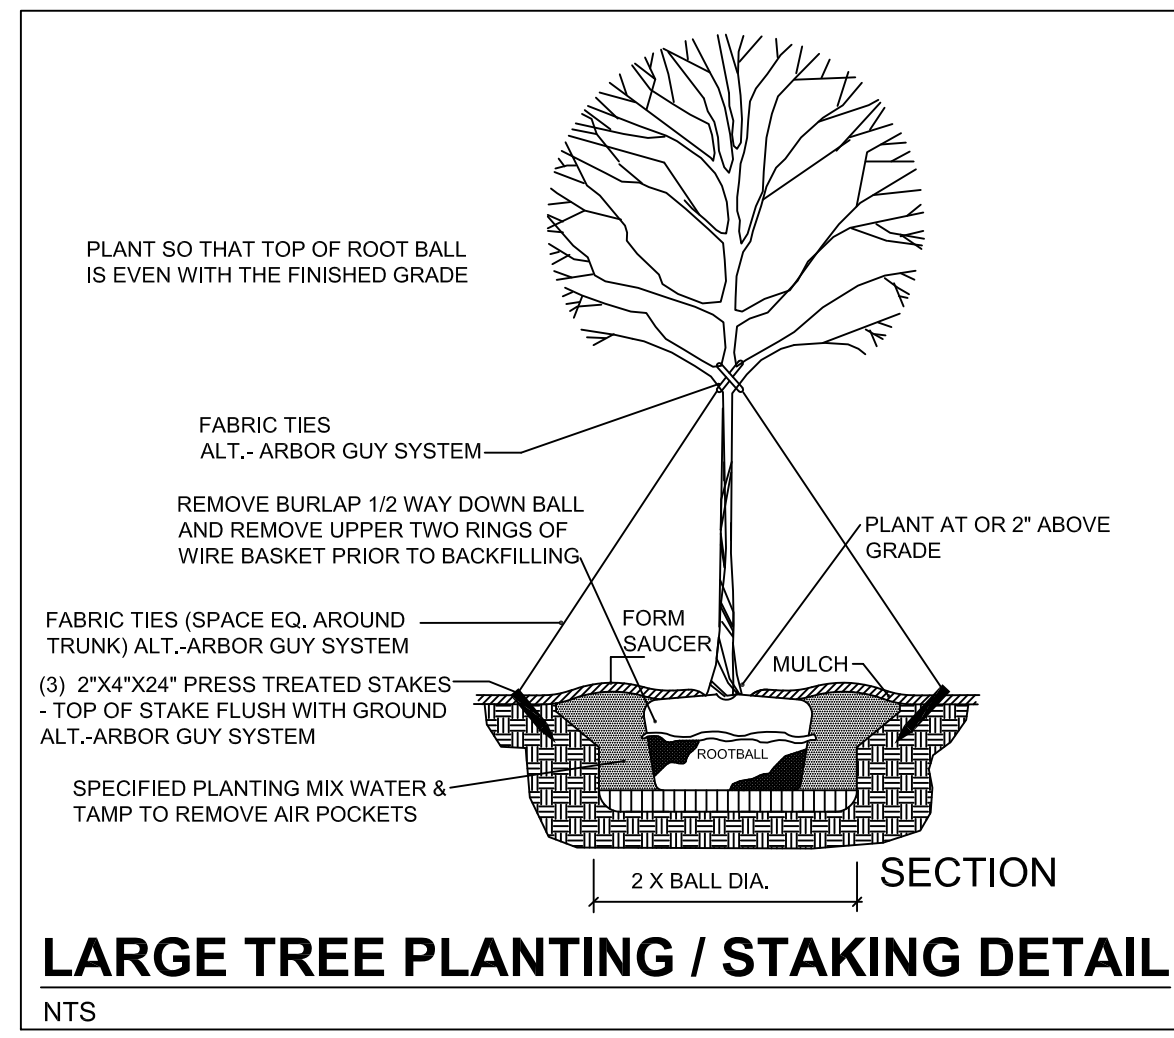 PLANT SO THAT TOP OF ROOT BALL
IS EVEN WITH THE FINISHED GRADE
FABRIC TIES
ALT.- ARBOR GUY SYSTEM
REMOVE BURLAP 1/2 WAY DOWN BALL
AND REMOVE UPPER TWO RINGS OF
WIRE BASKET PRIOR TO BACKFILLING
PLANT AT OR 2" ABOVE
GRADE
FABRIC TIES (SPACE EQ. AROUND
TRUNK) ALT.-ARBOR GUY SYSTEM
FORM
SAUCER
MULCH
(3) 2"X4"X24" PRESS TREATED STAKES
- TOP OF STAKE FLUSH WITH GROUND
ALT.-ARBOR GUY SYSTEM
ROOTBALL
SPECIFIED PLANTING MIX WATER &
TAMP TO REMOVE AIR POCKETS
2 X BALL DIA.
SECTION
LARGE TREE PLANTING / STAKING DETAIL
NTS